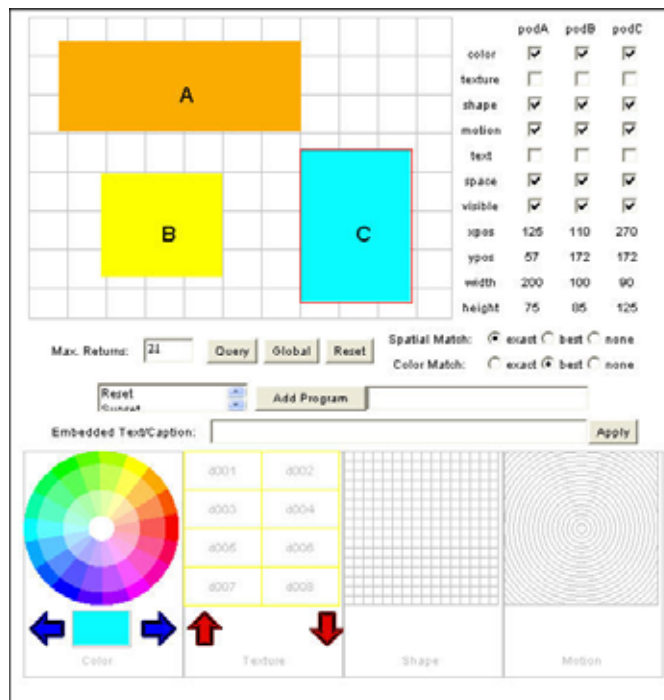 podA podB podC
color
texture
A
shape
motion
text
space
visible
B
C
xpos 125 110 270
ypos 57 172 172
width 200 100 90
height 75 85 125
Max. Returns: 21 Query Global Reset
Spatial Match: exact best none
Color Match: exact best none
Reset
Sunset
Add Program
Embedded Text/Caption: Apply
d001 d002
d003 d004
d005 d006
d007 d008
Color Texture Shape Motion